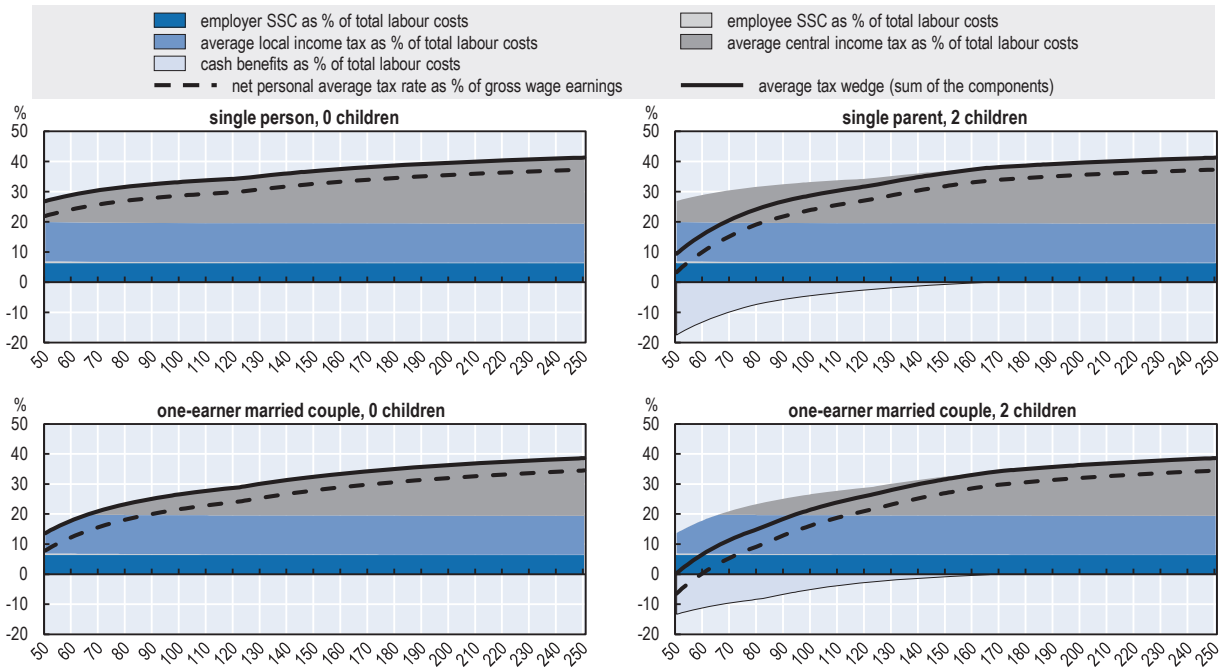 employer SSC as % of total labour costs
employee SSC as % of total labour costs
average local income tax as % of total labour costs
average central income tax as % of total labour costs
cash benefits as % of total labour costs
net personal average tax rate as % of gross wage earnings
average tax wedge (sum of the components)
%
single person, 0 children
50
40
30
20
10
0
-10
-20
50 60 70 80 90 100 110 120 130 140 150 160 170 180 190 200 210 220 230 240 250
%
single parent, 2 children
50
40
30
20
10
0
-10
-20
50 60 70 80 90 100 110 120 130 140 150 160 170 180 190 200 210 220 230 240 250
%
one-earner married couple, 0 children
50
40
30
20
10
0
-10
-20
50 60 70 80 90 100 110 120 130 140 150 160 170 180 190 200 210 220 230 240 250
%
one-earner married couple, 2 children
50
40
30
20
10
0
-10
-20
50 60 70 80 90 100 110 120 130 140 150 160 170 180 190 200 210 220 230 240 250